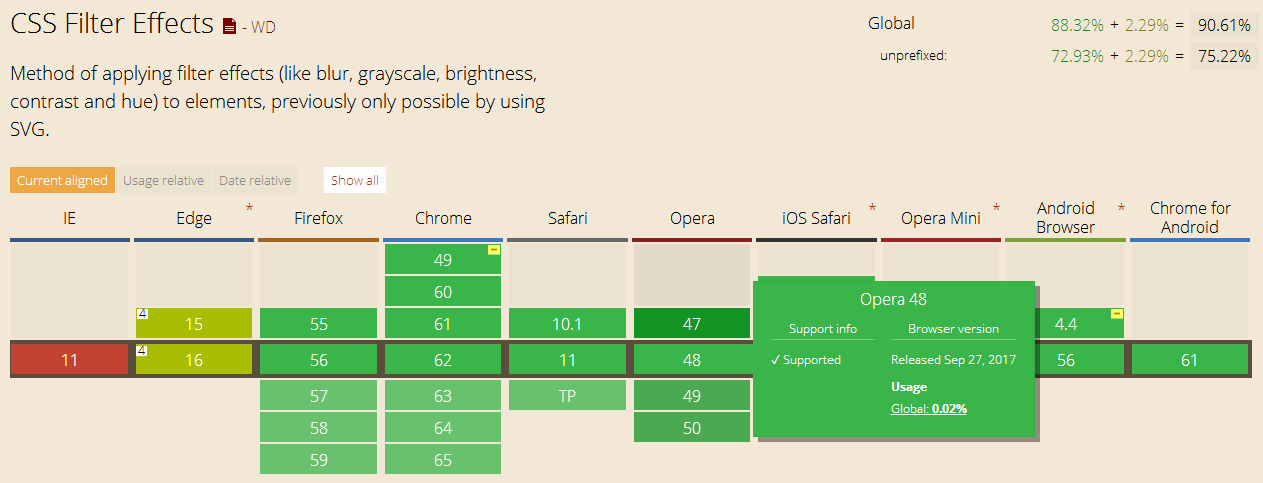 CSS Filter Effects - WD
Global 88.32% + 2.29% = 90.61%
unprefixed: 72.93% + 2.29% = 75.22%
Method of applying filter effects (like blur, grayscale, brightness,
contrast and hue) to elements, previously only possible by using
SVG.
Current aligned Usage relative Date relative Show all
IE Edge * Firefox Chrome Safari Opera iOS Safari * Opera Mini * Android Browser * Chrome for Android
49 –
60
4 15 55 61 10.1 47 4.4 –
11 4 16 56 62 11 48 56 61
57 63 TP 49
58 64 50
59 65
Opera 48
Support info Browser version
✓ Supported Released Sep 27, 2017
Usage
Global: 0.02%